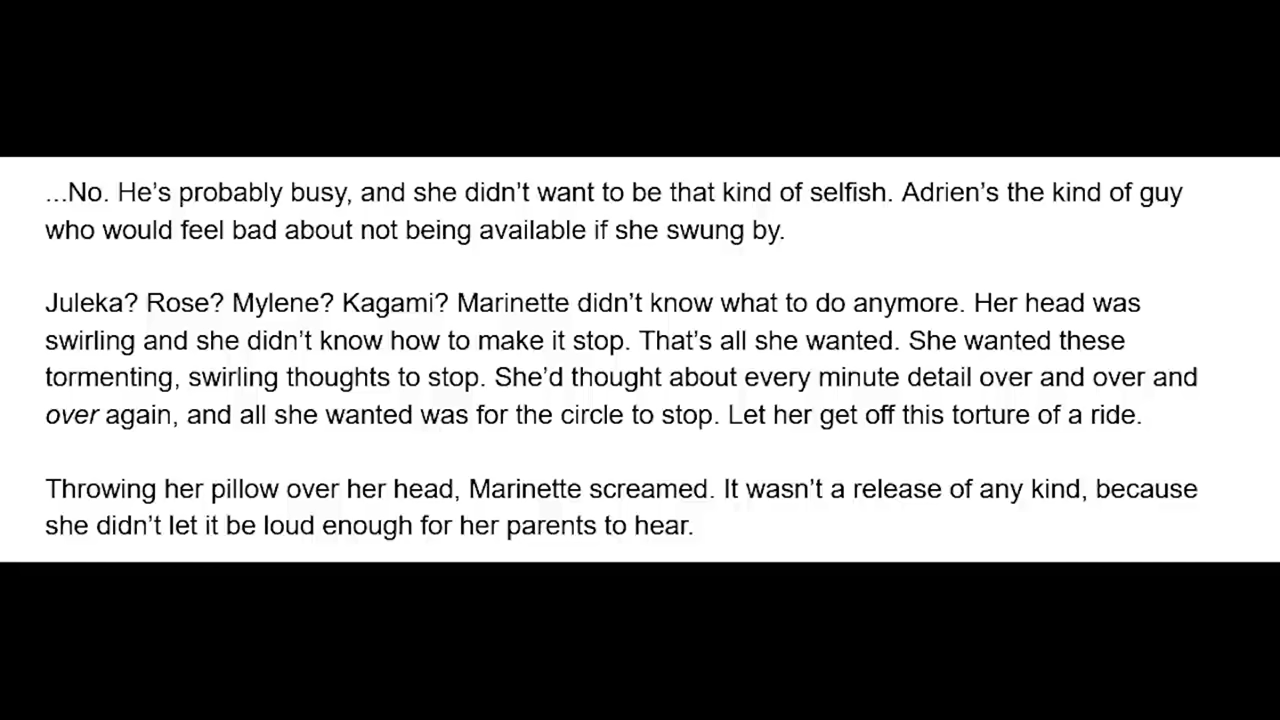 ...No. He’s probably busy, and she didn’t want to be that kind of selfish. Adrien’s the kind of guy
who would feel bad about not being available if she swung by.
Juleka? Rose? Mylene? Kagami? Marinette didn’t know what to do anymore. Her head was
swirling and she didn’t know how to make it stop. That’s all she wanted. She wanted these
tormenting, swirling thoughts to stop. She’d thought about every minute detail over and over and
over again, and all she wanted was for the circle to stop. Let her get off this torture of a ride.
Throwing her pillow over her head, Marinette screamed. It wasn’t a release of any kind, because
she didn’t let it be loud enough for her parents to hear.